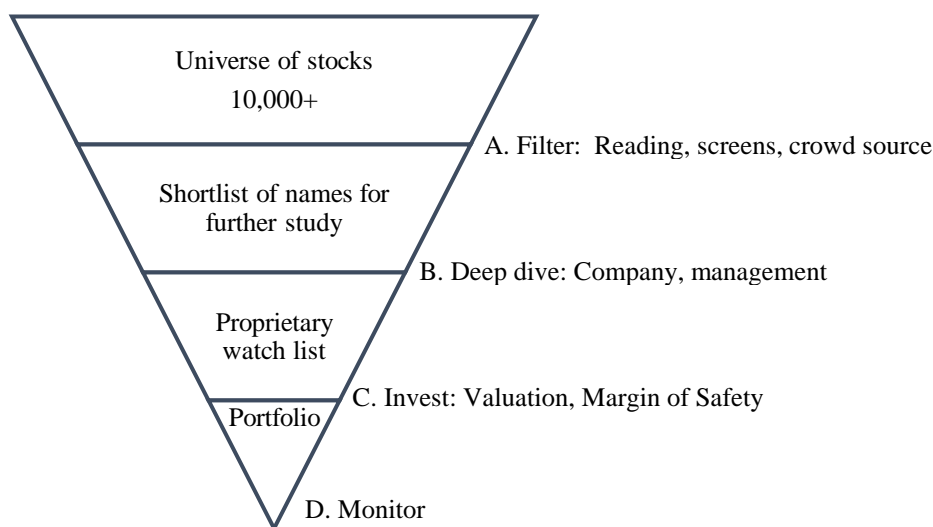 Universe of stocks
10,000+
A. Filter:  Reading, screens, crowd source
Shortlist of names for
further study
B. Deep dive: Company, management
Proprietary
watch list
C. Invest: Valuation, Margin of Safety
Portfolio
D. Monitor